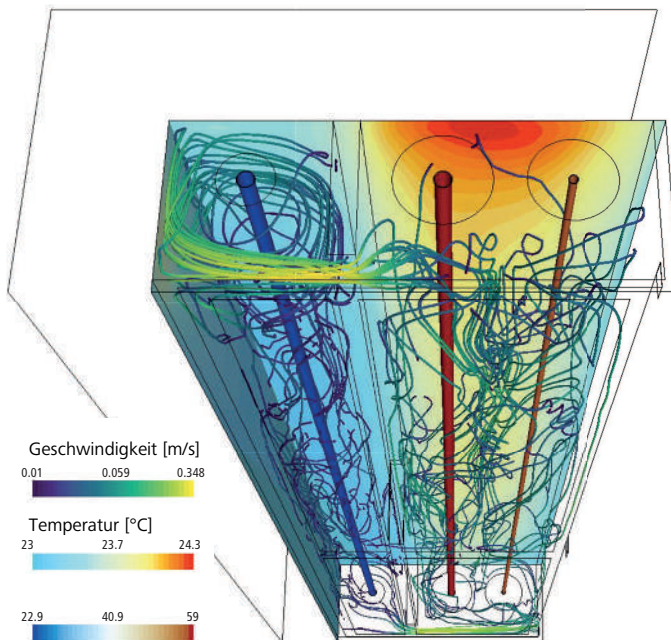 Geschwindigkeit [m/s]
0.01 0.059 0.348
Temperatur [°C]
23 23.7 24.3
22.9 40.9 59